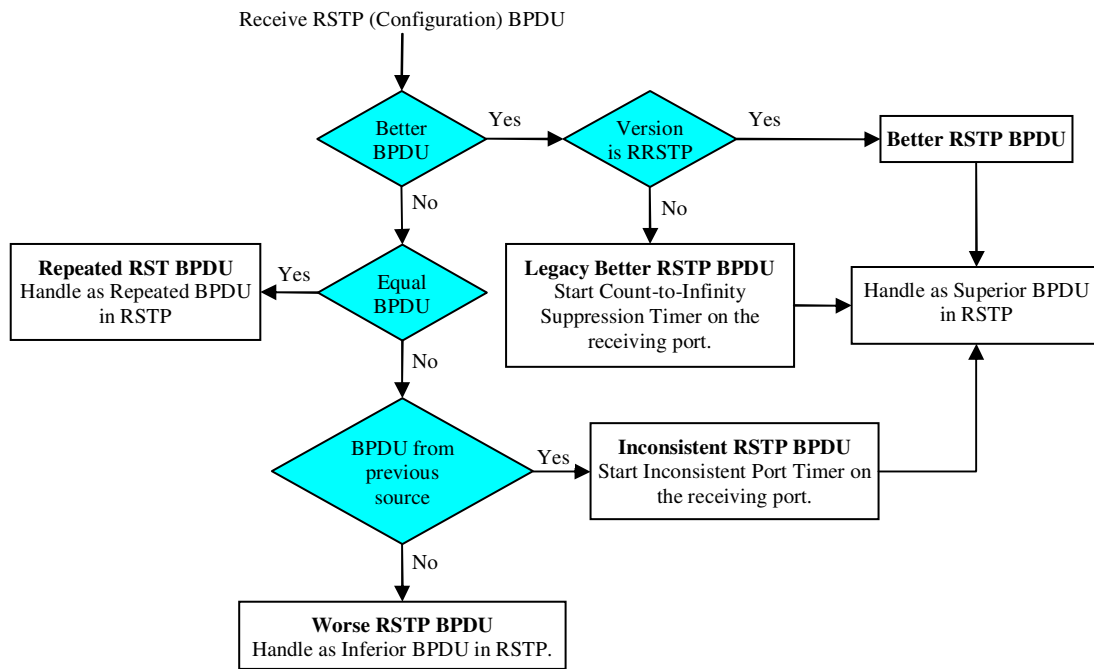 Receive RSTP (Configuration) BPDU
Better
BPDU
Yes
Version
is RRSTP
Yes
Better RSTP BPDU
No
No
Repeated RST BPDU
Handle as Repeated BPDU
in RSTP
Yes
Equal
BPDU
Legacy Better RSTP BPDU
Start Count-to-Infinity
Suppression Timer on the
receiving port.
Handle as Superior BPDU
in RSTP
No
BPDU from
previous
source
Yes
Inconsistent RSTP BPDU
Start Inconsistent Port Timer on
the receiving port.
No
Worse RSTP BPDU
Handle as Inferior BPDU in RSTP.